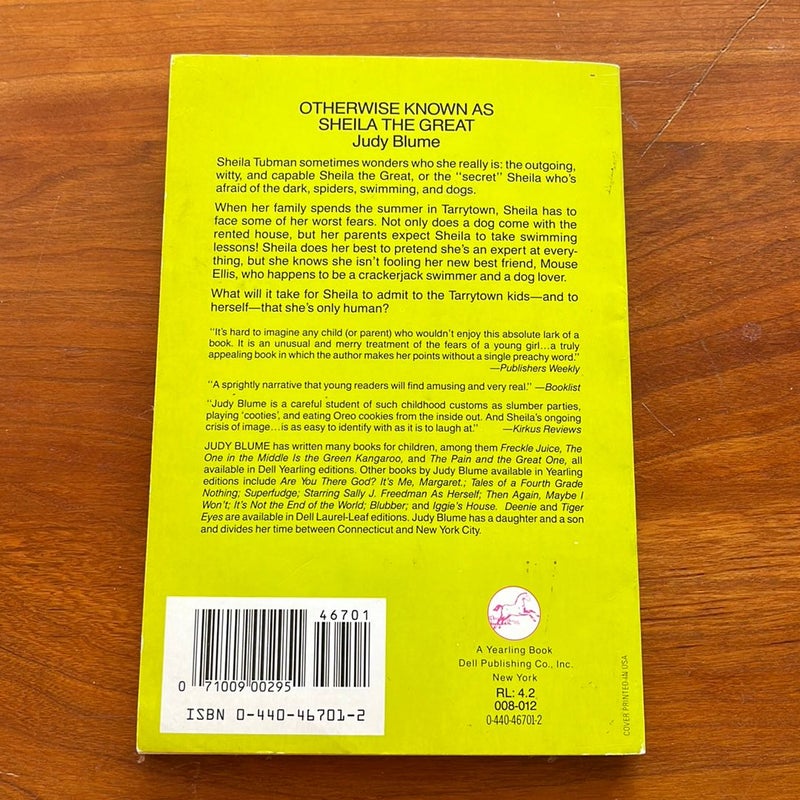 OTHERWISE KNOWN AS
SHEILA THE GREAT
Judy Blume
Sheila Tubman sometimes wonders who she really is: the outgoing,
witty, and capable Sheila the Great, or the "secret" Sheila who's
afraid of the dark, spiders, swimming, and dogs.
When her family spends the summer in Tarrytown, Sheila has to
face some of her worst fears. Not only does a dog come with the
rented house, but her parents expect Sheila to take swimming
lessons! Sheila does her best to pretend she's an expert at every-
thing, but she knows she isn't fooling her new best friend, Mouse
Ellis, who happens to be a crackerjack swimmer and a dog lover.
What will it take for Sheila to admit to the Tarrytown kids—and to
herself—that she's only human?
"It's hard to imagine any child (or parent) who wouldn't enjoy this absolute lark of a
book. It is an unusual and merry treatment of the fears of a young girl...a truly
appealing book in which the author makes her points without a single preachy word."
—Publishers Weekly
"A sprightly narrative that young readers will find amusing and very real." —Booklist
"Judy Blume is a careful student of such childhood customs as slumber parties,
playing 'cooties', and eating Oreo cookies from the inside out. And Sheila's ongoing
crisis of image...is as easy to identify with as it is to laugh at." —Kirkus Reviews
JUDY BLUME has written many books for children, among them Freckle Juice, The
One in the Middle Is the Green Kangaroo, and The Pain and the Great One, all
available in Dell Yearling editions. Other books by Judy Blume available in Yearling
editions include Are You There God? It's Me, Margaret.; Tales of a Fourth Grade
Nothing; Superfudge; Starring Sally J. Freedman As Herself; Then Again, Maybe I
Won't; It's Not the End of the World; Blubber; and Iggie's House. Deenie and Tiger
Eyes are available in Dell Laurel-Leaf editions. Judy Blume has a daughter and a son
and divides her time between Connecticut and New York City.
46701
0 71009 00295
ISBN 0-440-46701-2
A Yearling Book
Dell Publishing Co., Inc.
New York
RL: 4.2
008-012
0-440-46701-2
COVER PRINTED IN USA